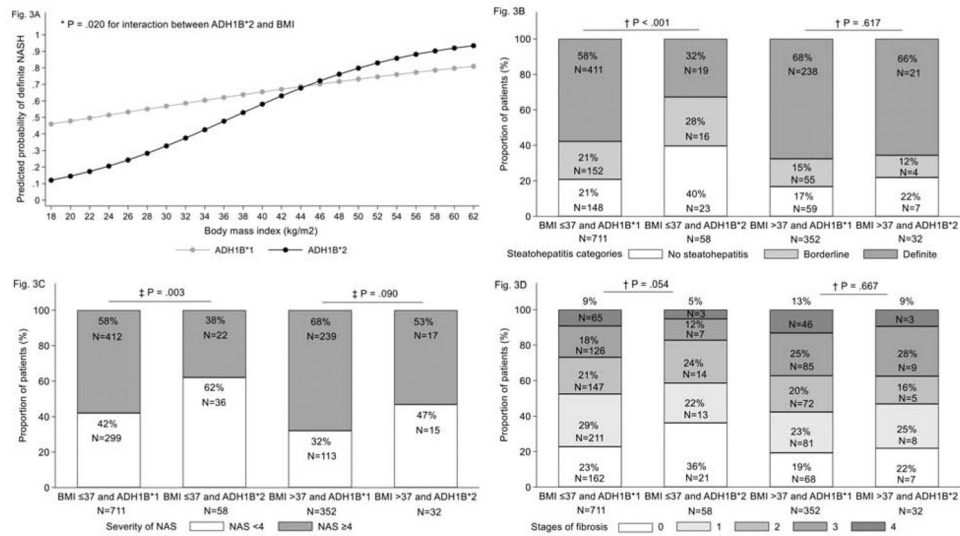 Fig. 3A
* P = .020 for interaction between ADH1B*2 and BMI
Predicted probability of definite NASH
1
.9
.8
.7
.6
.5
.4
.3
.2
.1
0
18 20 22 24 26 28 30 32 34 36 38 40 42 44 46 48 50 52 54 56 58 60 62
Body mass index (kg/m2)
ADH1B*1 ADH1B*2
Fig. 3B
† P < .001 † P = .617
Proportion of patients (%)
100
80
60
40
20
0
58% 32% 68% 66%
N=411 N=19 N=238 N=21
21% 28% 15% 12%
N=152 N=16 N=55 N=4
21% 40% 17% 22%
N=148 N=23 N=59 N=7
BMI ≤37 and ADH1B*1 BMI ≤37 and ADH1B*2 BMI >37 and ADH1B*1 BMI >37 and ADH1B*2
N=711 N=58 N=352 N=32
Steatohepatitis categories No steatohepatitis Borderline Definite
Fig. 3C
‡ P = .003 ‡ P = .090
Proportion of patients (%)
100
80
60
40
20
0
58% 38% 68% 53%
N=412 N=22 N=239 N=17
42% 62% 32% 47%
N=299 N=36 N=113 N=15
BMI ≤37 and ADH1B*1 BMI ≤37 and ADH1B*2 BMI >37 and ADH1B*1 BMI >37 and ADH1B*2
N=711 N=58 N=352 N=32
Severity of NAS NAS <4 NAS ≥4
Fig. 3D
† P = .054 † P = .667
Proportion of patients (%)
100
80
60
40
20
0
9% 5% 13% 9%
N=65 N=3 N=46 N=3
18% 12% 25% 28%
N=126 N=7 N=85 N=9
21% 24% 20% 16%
N=147 N=14 N=72 N=5
29% 22% 23% 25%
N=211 N=13 N=81 N=8
23% 36% 19% 22%
N=162 N=21 N=68 N=7
BMI ≤37 and ADH1B*1 BMI ≤37 and ADH1B*2 BMI >37 and ADH1B*1 BMI >37 and ADH1B*2
N=711 N=58 N=352 N=32
Stages of fibrosis 0 1 2 3 4